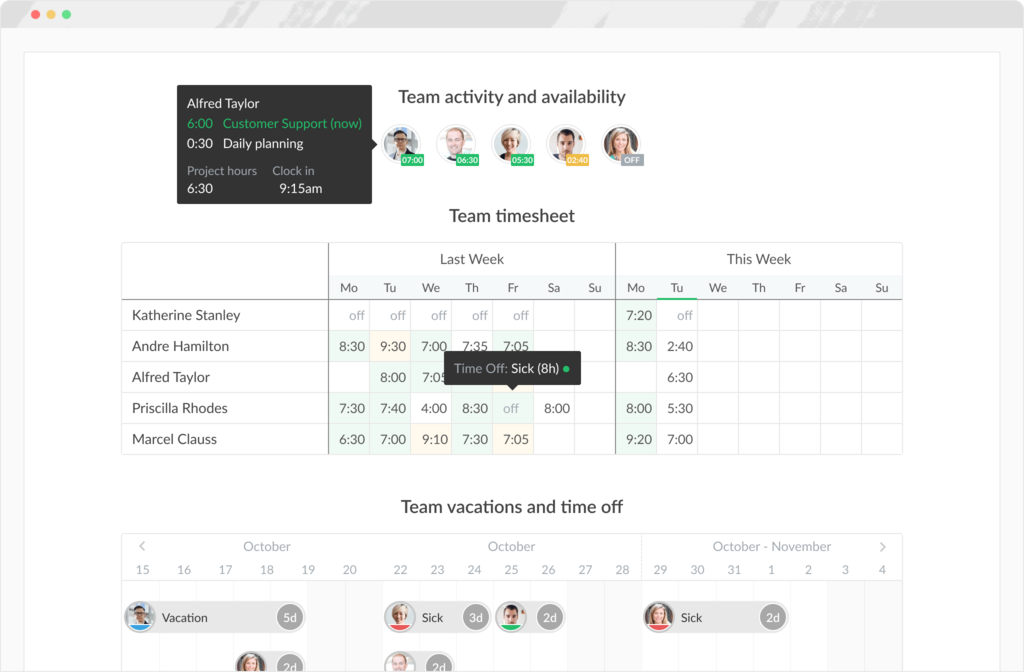 Alfred Taylor
6:00 Customer Support (now)
0:30 Daily planning
Project hours Clock in
6:30 9:15am
Team activity and availability
07:00 06:30 05:30 02:40 OFF
Team timesheet
Last Week This Week
Mo Tu We Th Fr Sa Su Mo Tu We Th Fr Sa Su
Katherine Stanley off off off off off 7:20 off
Andre Hamilton 8:30 9:30 7:00 7:35 7:05 8:30 2:40
Time Off: Sick (8h)
Alfred Taylor 8:00 7:05 6:30
Priscilla Rhodes 7:30 7:40 4:00 8:30 off 8:00 8:00 5:30
Marcel Clauss 6:30 7:00 9:10 7:30 7:05 9:20 7:00
Team vacations and time off
October October October - November
15 16 17 18 19 20 22 23 24 25 26 27 28 29 30 31 1 2 3 4
Vacation 5d Sick 3d 2d Sick 2d
2d 2d